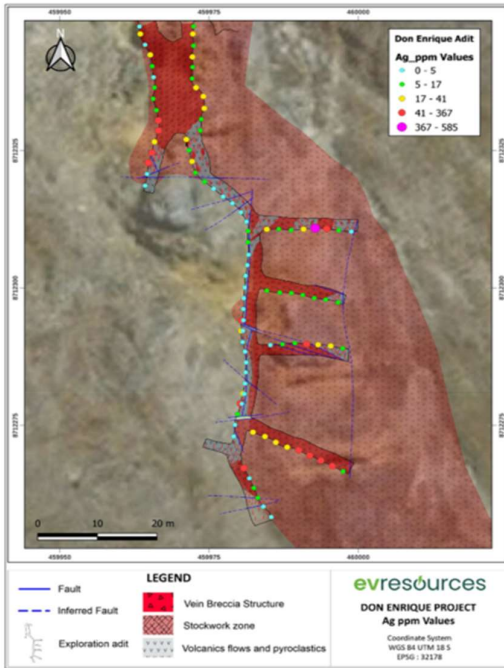 459950
459975
460000
Don Enrique Adit
Ag_ppm Values
0 - 5
5 - 17
17 - 41
41 - 367
367 - 585
8712325
8712300
8712275
8712325
8712300
8712275
0 10 20 m
459950
459975
460000
LEGEND
Fault
Inferred Fault
Exploration adit
Vein Breccia Structure
Stockwork zone
Volcanics flows and pyroclastics
evresources
DON ENRIQUE PROJECT
Ag ppm Values
Coordinate System
WGS 84 UTM 18 S
EPSG : 32178